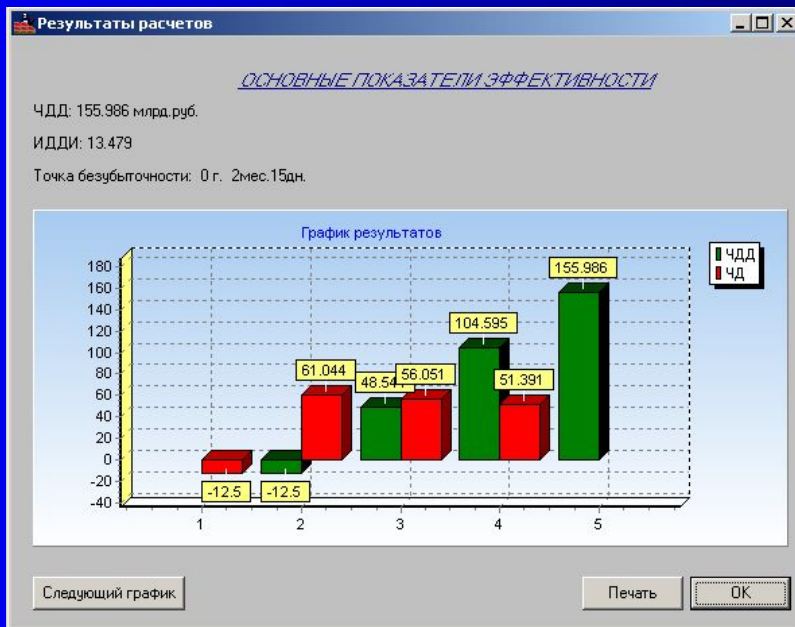 Результаты расчетов
ОСНОВНЫЕ ПОКАЗАТЕЛИ ЭФФЕКТИВНОСТИ
ЧДД: 155.986 млрд.руб.
ИДДИ: 13.479
Точка безубыточности: 0 г. 2мес.15дн.
График результатов
ЧДД
ЧД
180
160
140
120
100
80
60
40
20
0
-20
-40
155.986
104.595
61.044
56.051
51.391
-12.5
-12.5
1 2 3 4 5
Следующий график
Печать
OK